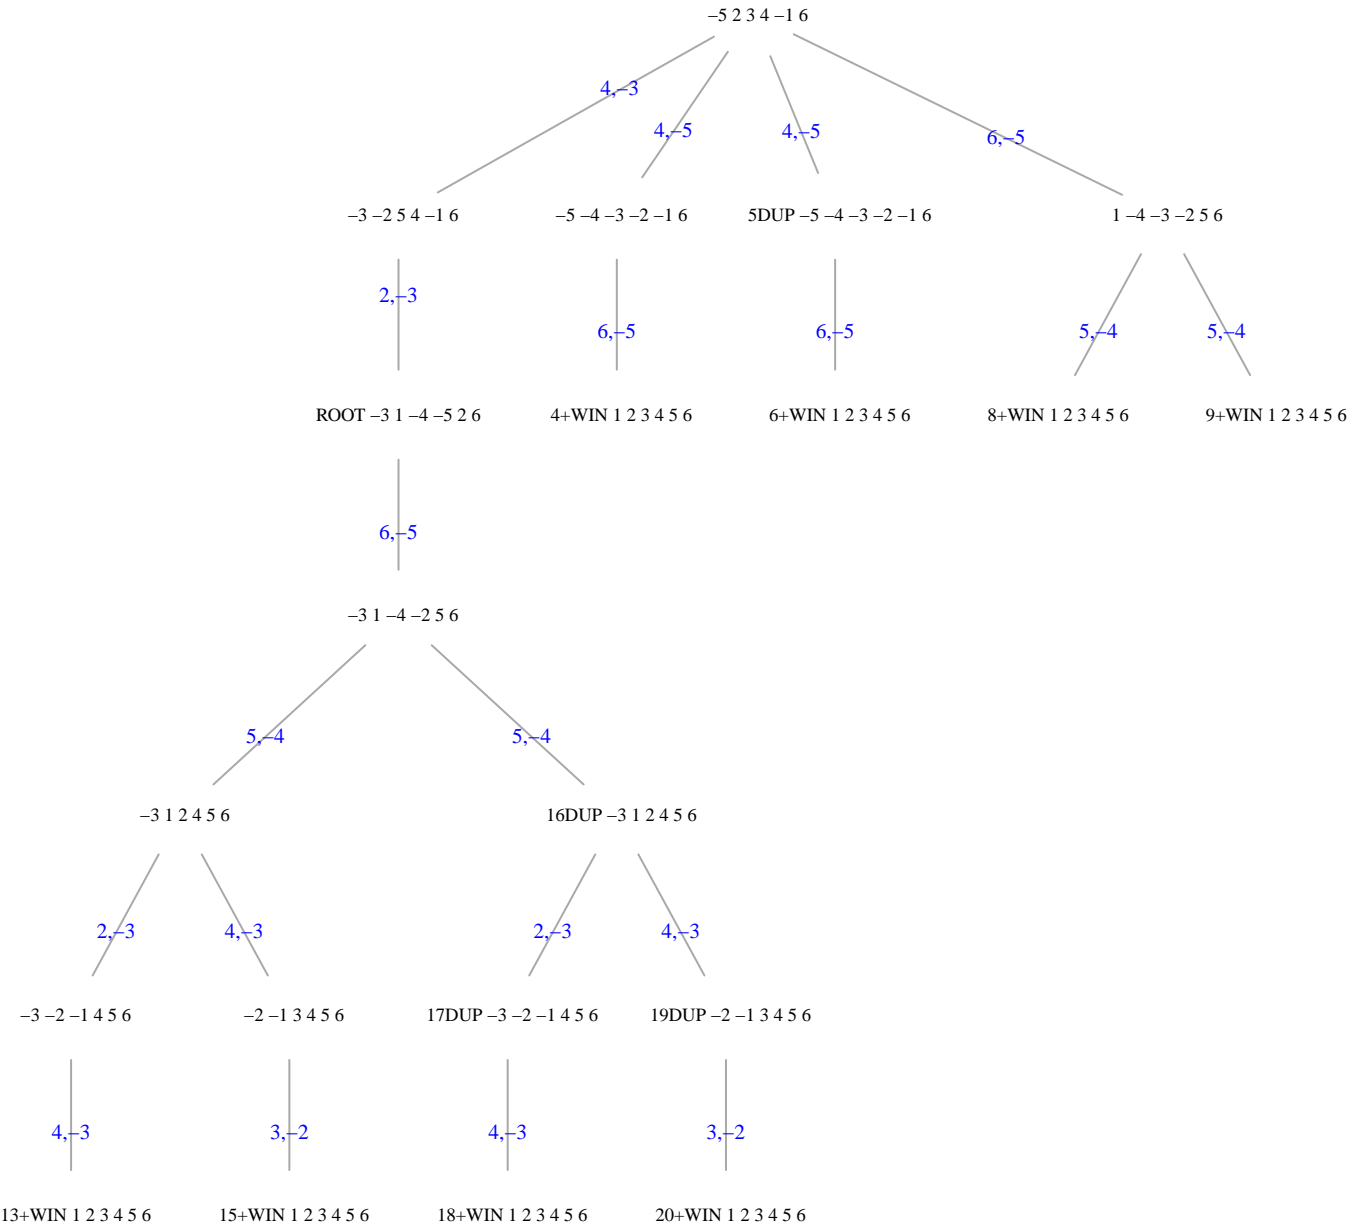 –5 2 3 4 –1 6
4,–3
4,–5
4,–5
6,–5
–3 –2 5 4 –1 6
–5 –4 –3 –2 –1 6
5DUP –5 –4 –3 –2 –1 6
1 –4 –3 –2 5 6
2,–3
6,–5
6,–5
5,–4
5,–4
ROOT –3 1 –4 –5 2 6
4+WIN 1 2 3 4 5 6
6+WIN 1 2 3 4 5 6
8+WIN 1 2 3 4 5 6
9+WIN 1 2 3 4 5 6
6,–5
–3 1 –4 –2 5 6
5,–4
5,–4
–3 1 2 4 5 6
16DUP –3 1 2 4 5 6
2,–3
4,–3
2,–3
4,–3
–3 –2 –1 4 5 6
–2 –1 3 4 5 6
17DUP –3 –2 –1 4 5 6
19DUP –2 –1 3 4 5 6
4,–3
3,–2
4,–3
3,–2
13+WIN 1 2 3 4 5 6
15+WIN 1 2 3 4 5 6
18+WIN 1 2 3 4 5 6
20+WIN 1 2 3 4 5 6